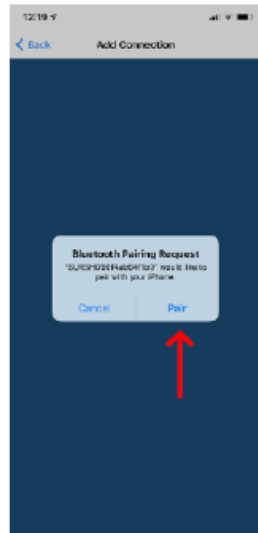 12:19
Back
Add Connection
Bluetooth Pairing Request
would like to
pair with your iPhone
Cancel
Pair